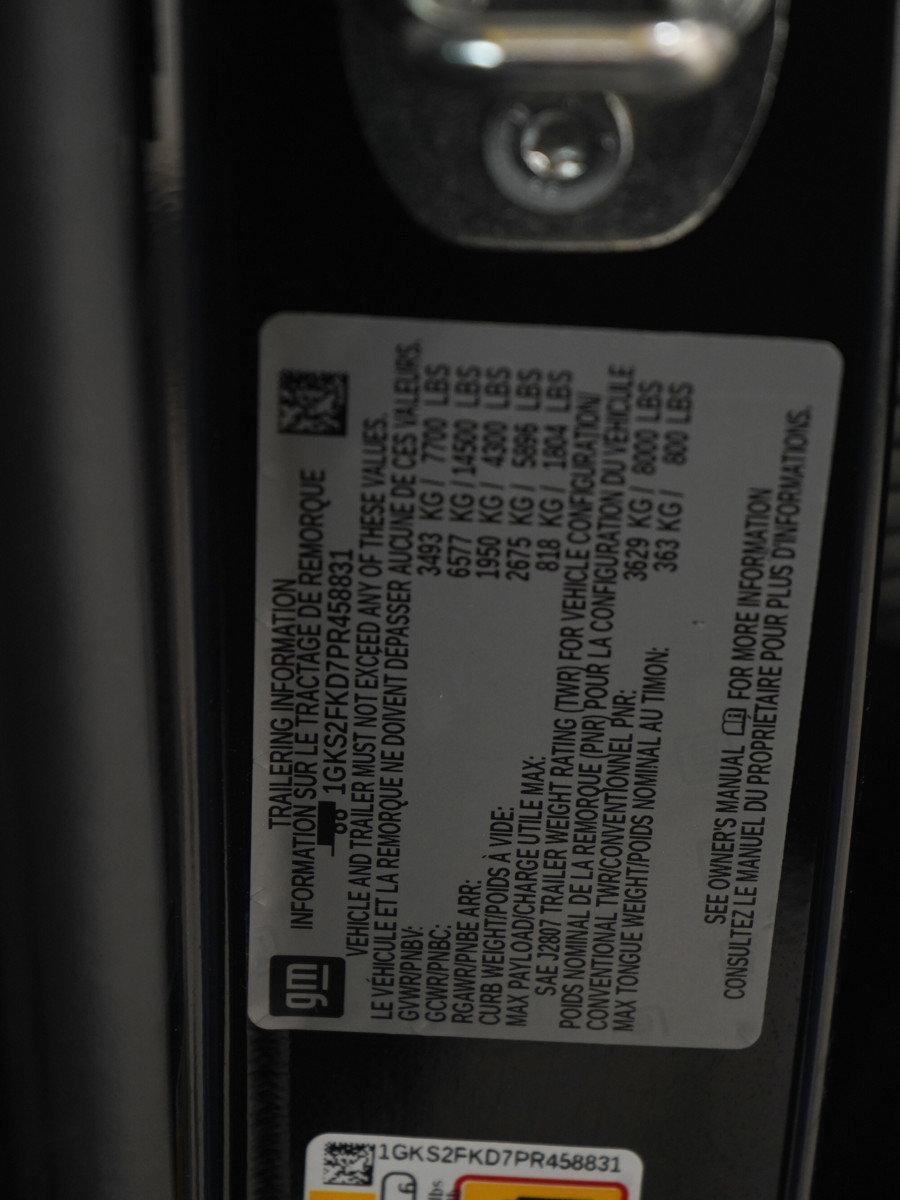 gm
TRAILERING INFORMATION
INFORMATION SUR LE TRACTAGE DE REMORQUE
1GKS2FKD7PR458831
VEHICLE AND TRAILER MUST NOT EXCEED ANY OF THESE VALUES.
LE VÉHICULE ET LA REMORQUE NE DOIVENT DÉPASSER AUCUNE DE CES VALEURS.
GVWR/PNBV: 3493 KG / 7700 LBS
GCWR/PNBC: 6577 KG / 14500 LBS
RGAWR/PNBE ARR: 1950 KG / 4300 LBS
CURB WEIGHT/POIDS À VIDE: 2675 KG / 5896 LBS
MAX PAYLOAD/CHARGE UTILE MAX: 818 KG / 1804 LBS
SAE J2807 TRAILER WEIGHT RATING (TWR) FOR VEHICLE CONFIGURATION/
POIDS NOMINAL DE LA REMORQUE (PNR) POUR LA CONFIGURATION DU VÉHICULE
CONVENTIONAL TWR/CONVENTIONNEL PNR: 3629 KG / 8000 LBS
MAX TONGUE WEIGHT/POIDS NOMINAL AU TIMON: 363 KG / 800 LBS
SEE OWNER'S MANUAL FOR MORE INFORMATION
CONSULTEZ LE MANUEL DU PROPRIÉTAIRE POUR PLUS D'INFORMATIONS.
1GKS2FKD7PR458831
lbs